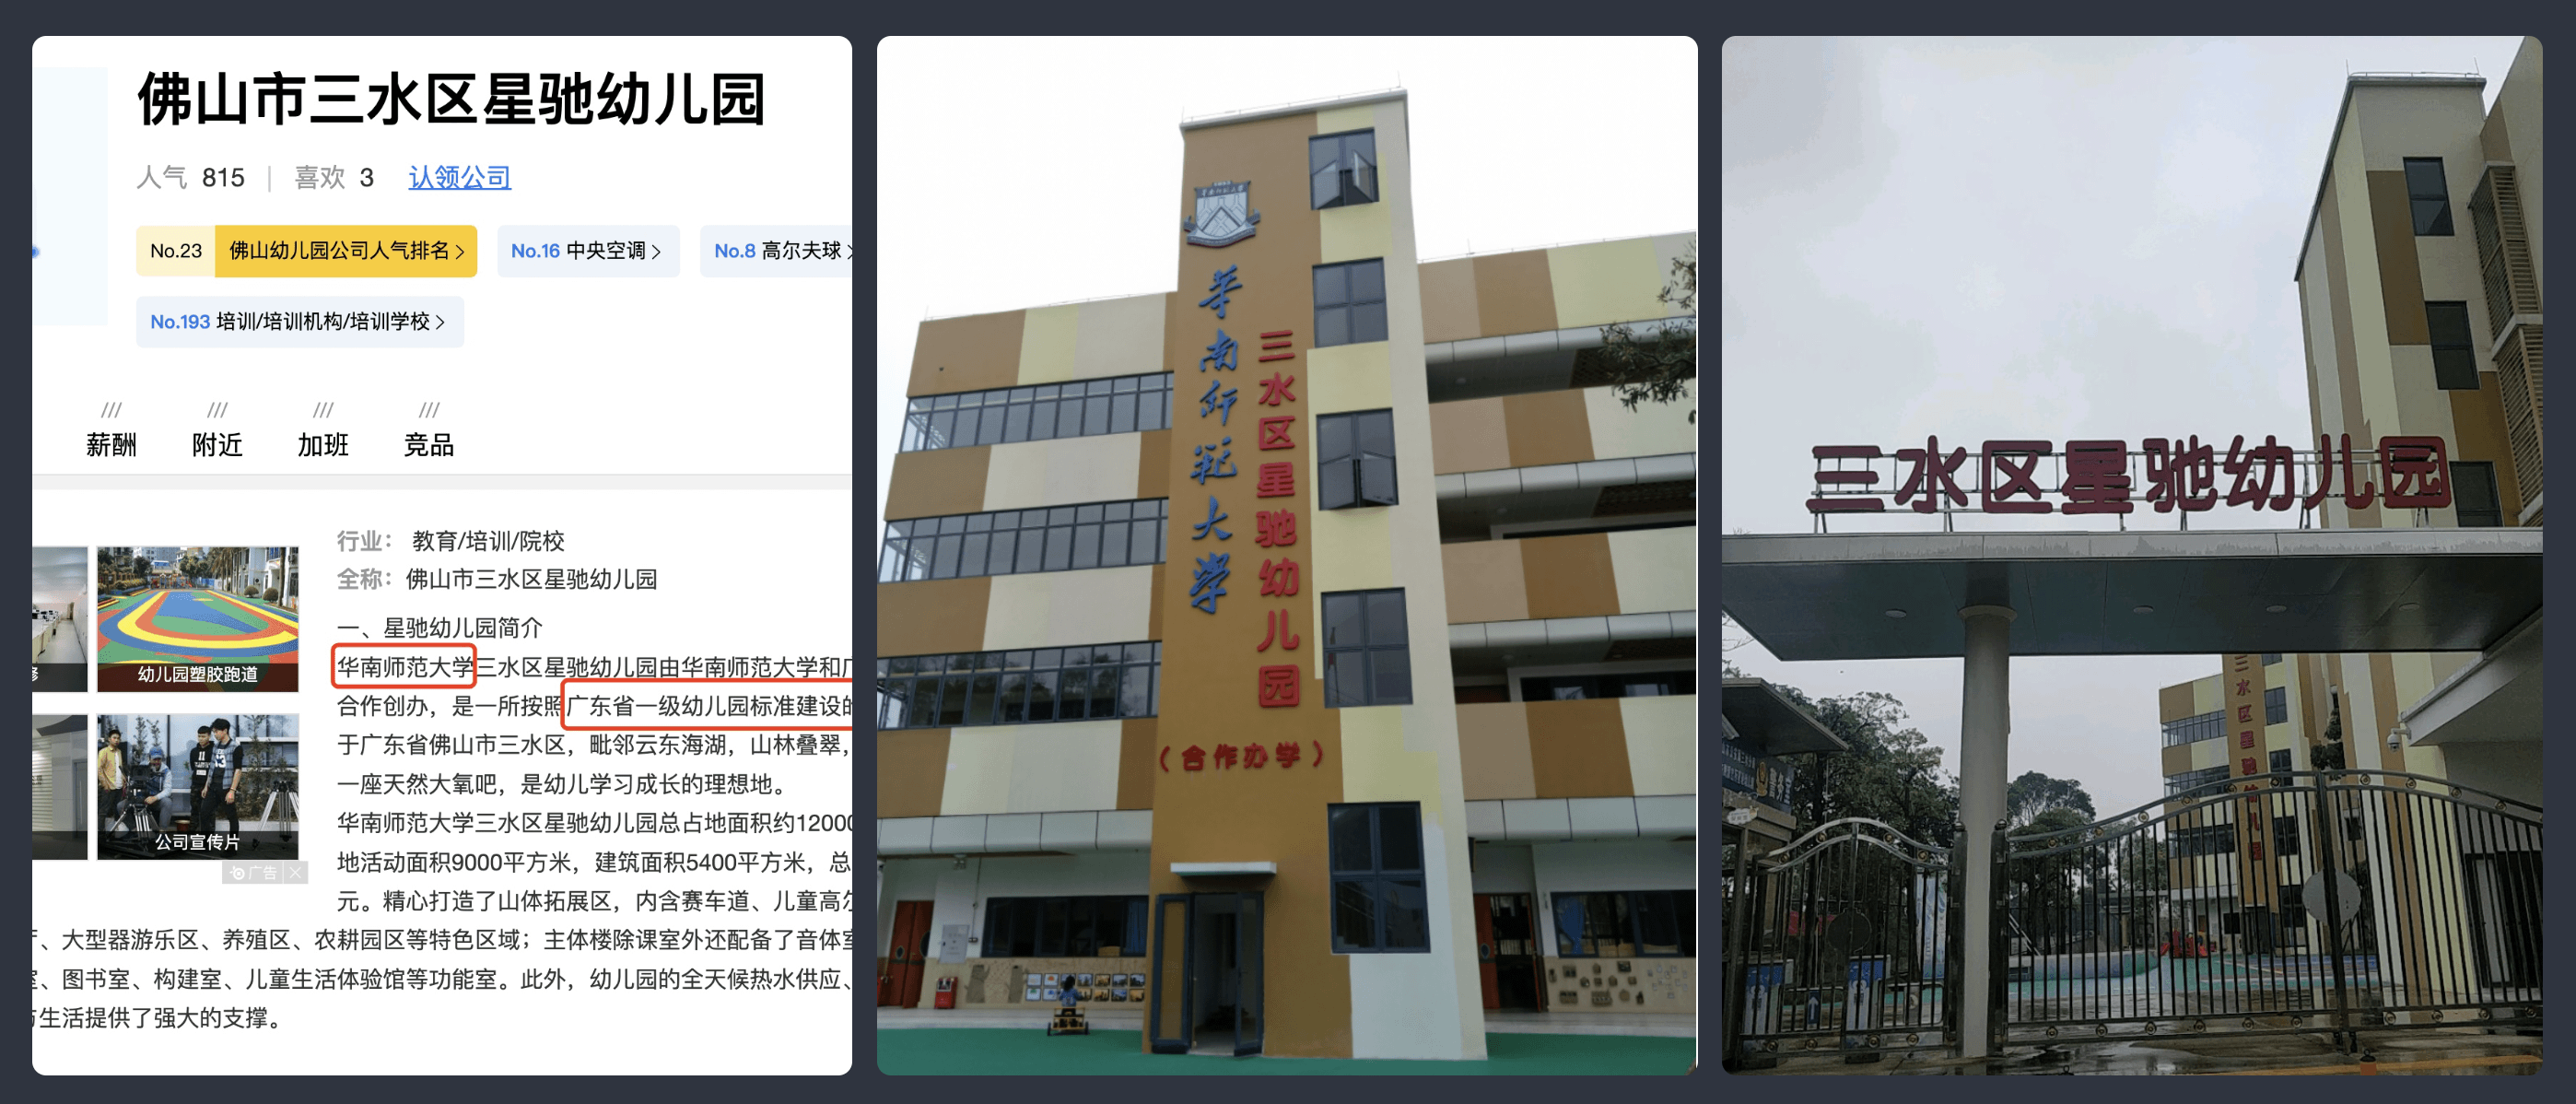 佛山市三水区星驰幼儿园
人气 815 | 喜欢 3 认领公司
No.23 佛山幼儿园公司人气排名 >
No.16 中央空调 >
No.8 高尔夫球
No.193 培训/培训机构/培训学校 >
薪酬 附近 加班 竞品
行业： 教育/培训/院校
全称： 佛山市三水区星驰幼儿园
一、星驰幼儿园简介
华南师范大学三水区星驰幼儿园由华南师范大学和
合作创办，是一所按照广东省一级幼儿园标准建设
于广东省佛山市三水区，毗邻云东海湖，山林叠翠，
一座天然大氧吧，是幼儿学习成长的理想地。
华南师范大学三水区星驰幼儿园总占地面积约12000
地活动面积9000平方米，建筑面积5400平方米，总
元。精心打造了山体拓展区，内含赛车道、儿童高尔
、大型器游乐区、养殖区、农耕园区等特色区域；主体楼除课室外还配备了音体室
、图书室、构建室、儿童生活体验馆等功能室。此外，幼儿园的全天候热水供应、
生活提供了强大的支撑。
幼儿园塑胶跑道
公司宣传片
广告
華南师範大学
三水区星驰幼儿园
（合作办学）
三水区星驰幼儿园
三水区星驰幼儿园